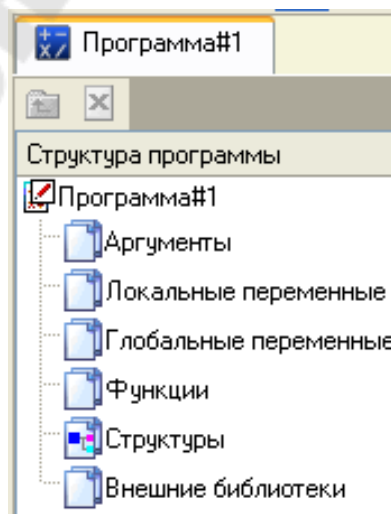 Программа#1
Структура программы
Программа#1
Аргументы
Локальные переменные
Глобальные переменные
Функции
Структуры
Внешние библиотеки